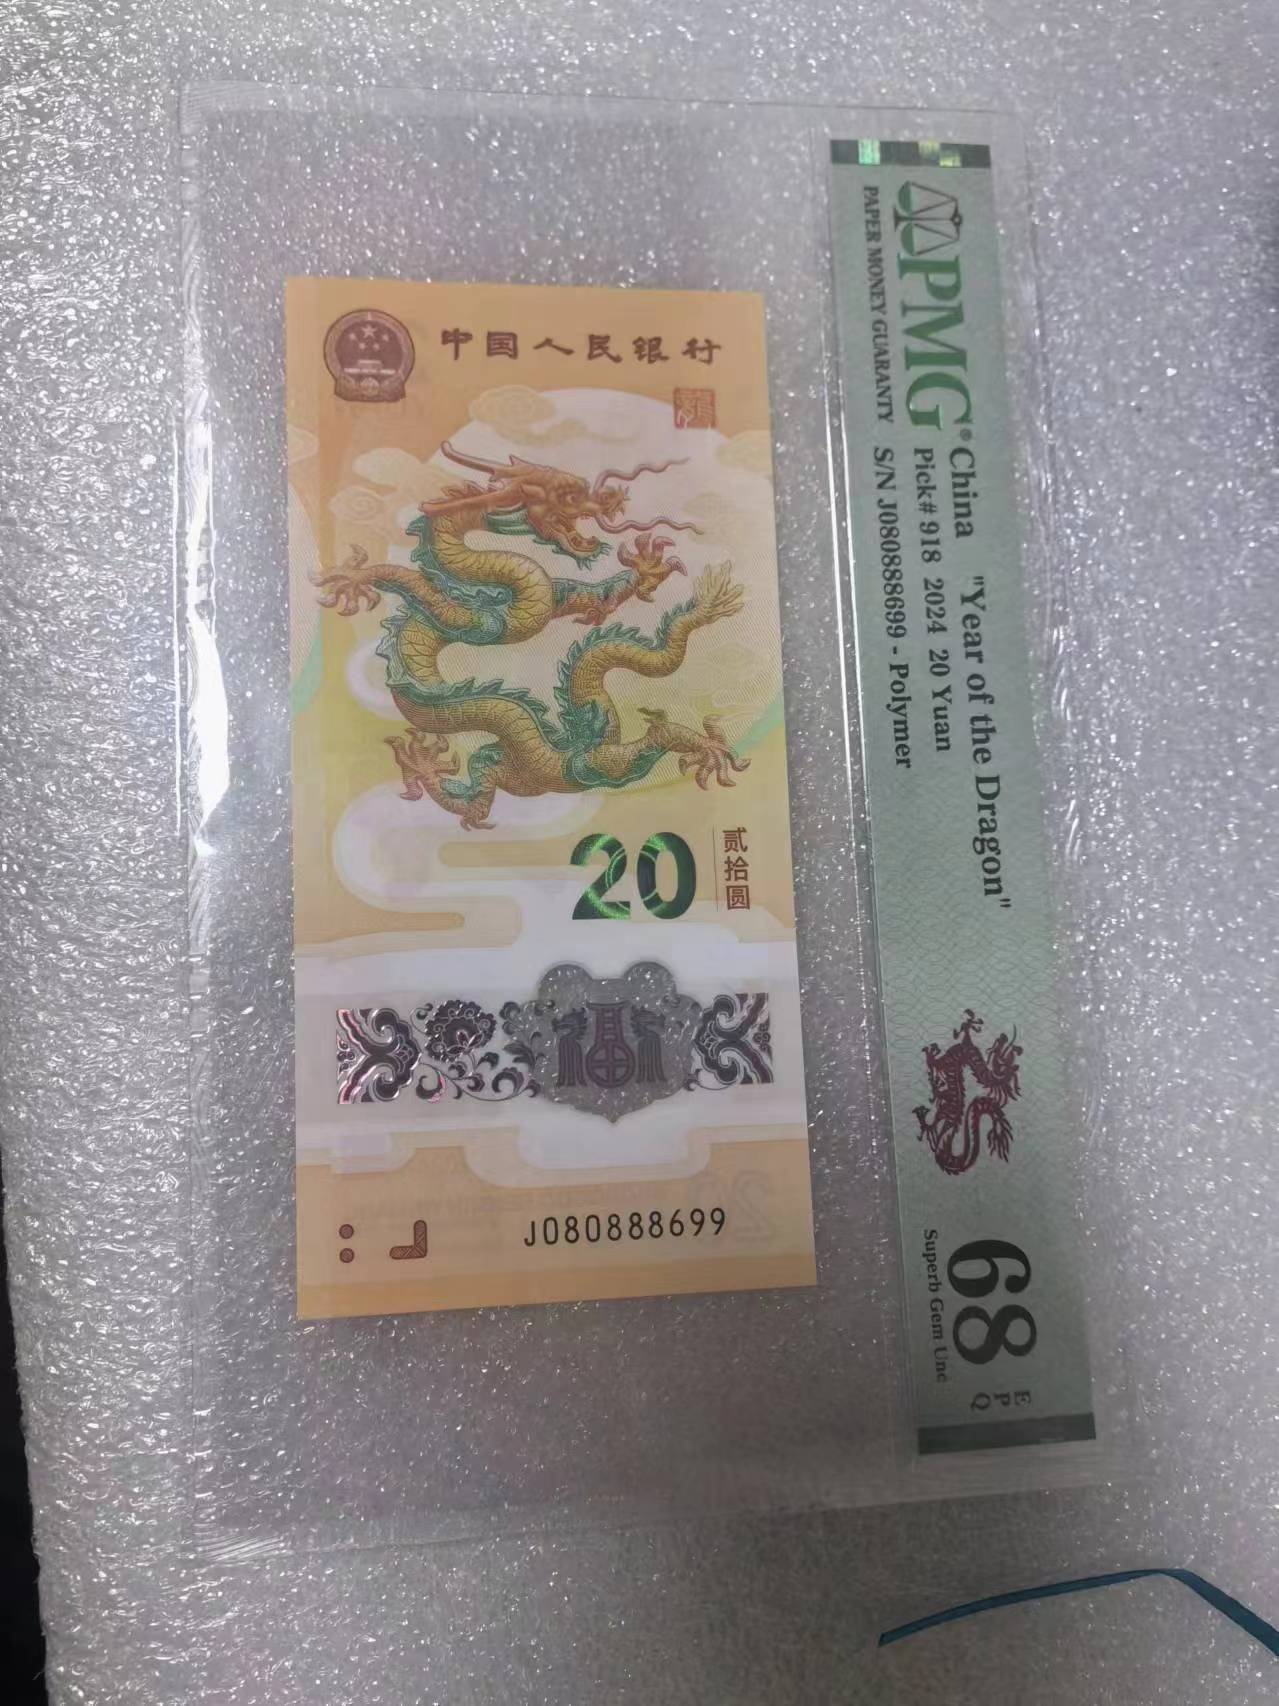 中国人民银行
龍
20
贰拾圆
J080888699
PMG
PAPER MONEY GUARANTY
China "Year of the Dragon"
Pick# 918 2024 20 Yuan
S/N J080888699 - Polymer
68
EPQ
Superb Gem Unc